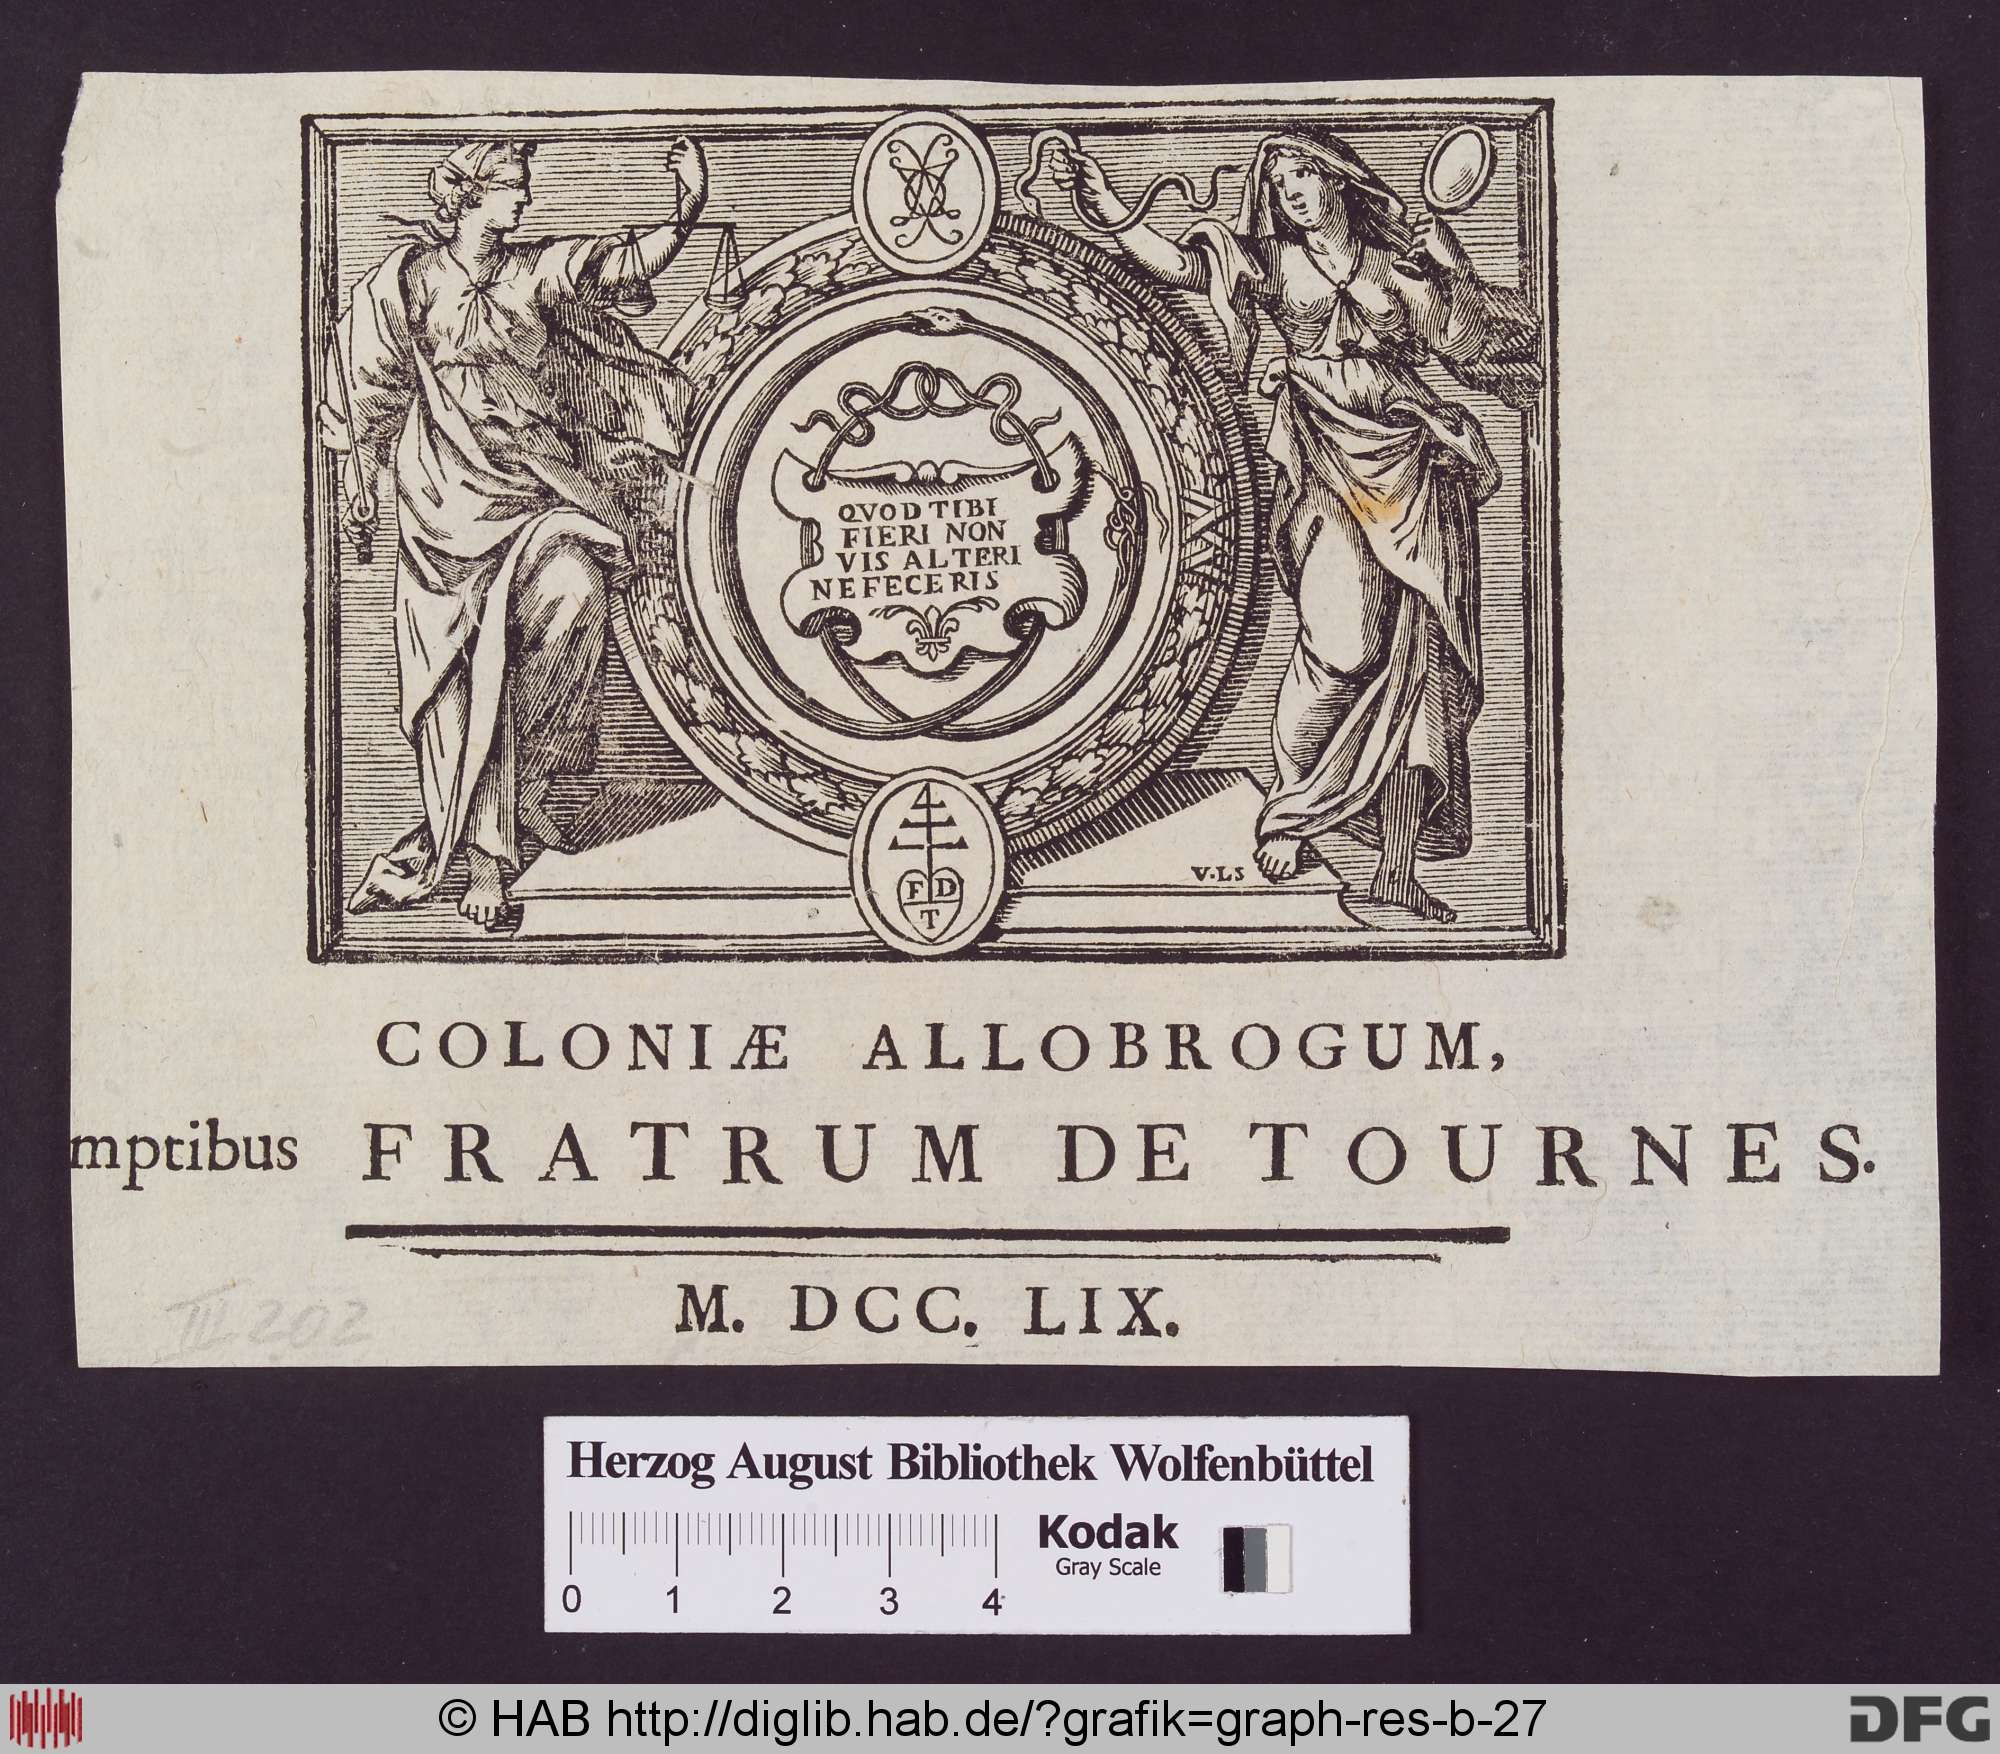 QVOD TIBI
FIERI NON
VIS ALTERI
NE FECERIS
F D
T
V·LS
COLONIÆ ALLOBROGUM,
mptibus FRATRUM DE TOURNES.
M. DCC. LIX.
III 202
Herzog August Bibliothek Wolfenbüttel
0 1 2 3 4
Kodak
Gray Scale
© HAB http://diglib.hab.de/?grafik=graph-res-b-27
DFG